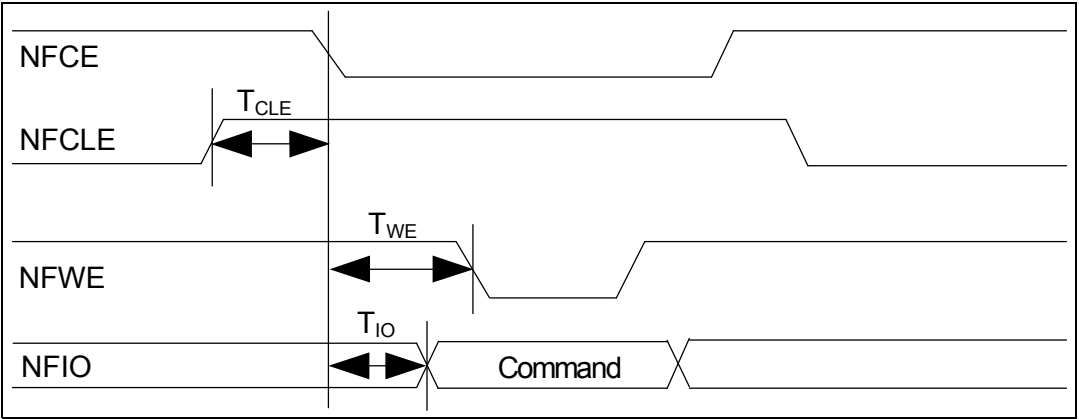 NFCE
T_CLE
NFCLE
T_WE
NFWE
T_IO
NFIO
Command